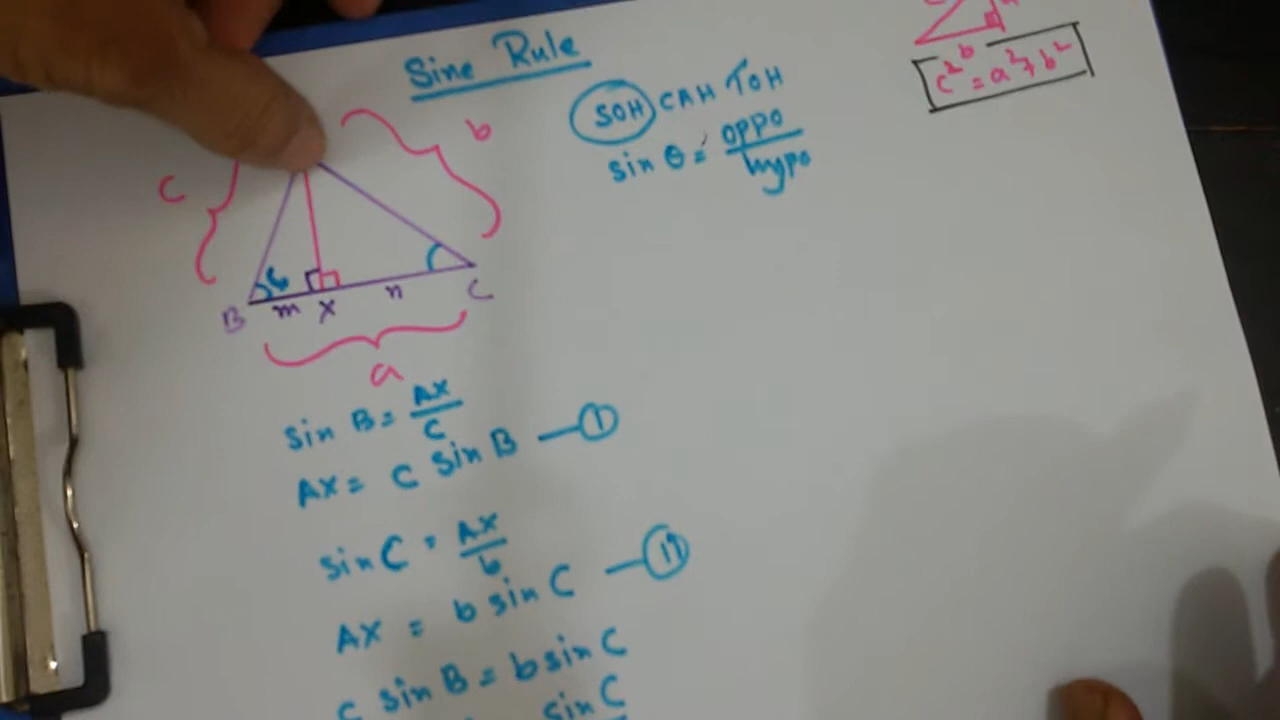 Sine Rule
SOH CAH TOH
sin θ = oppo / hypo
c² = a² + b²
b
c
b
B
m
x
n
C
a
sin B = AX / C
AX = C sin B — 1
sin C = AX / b
AX = b sin C — 11
c sin B = b sin C
sin C